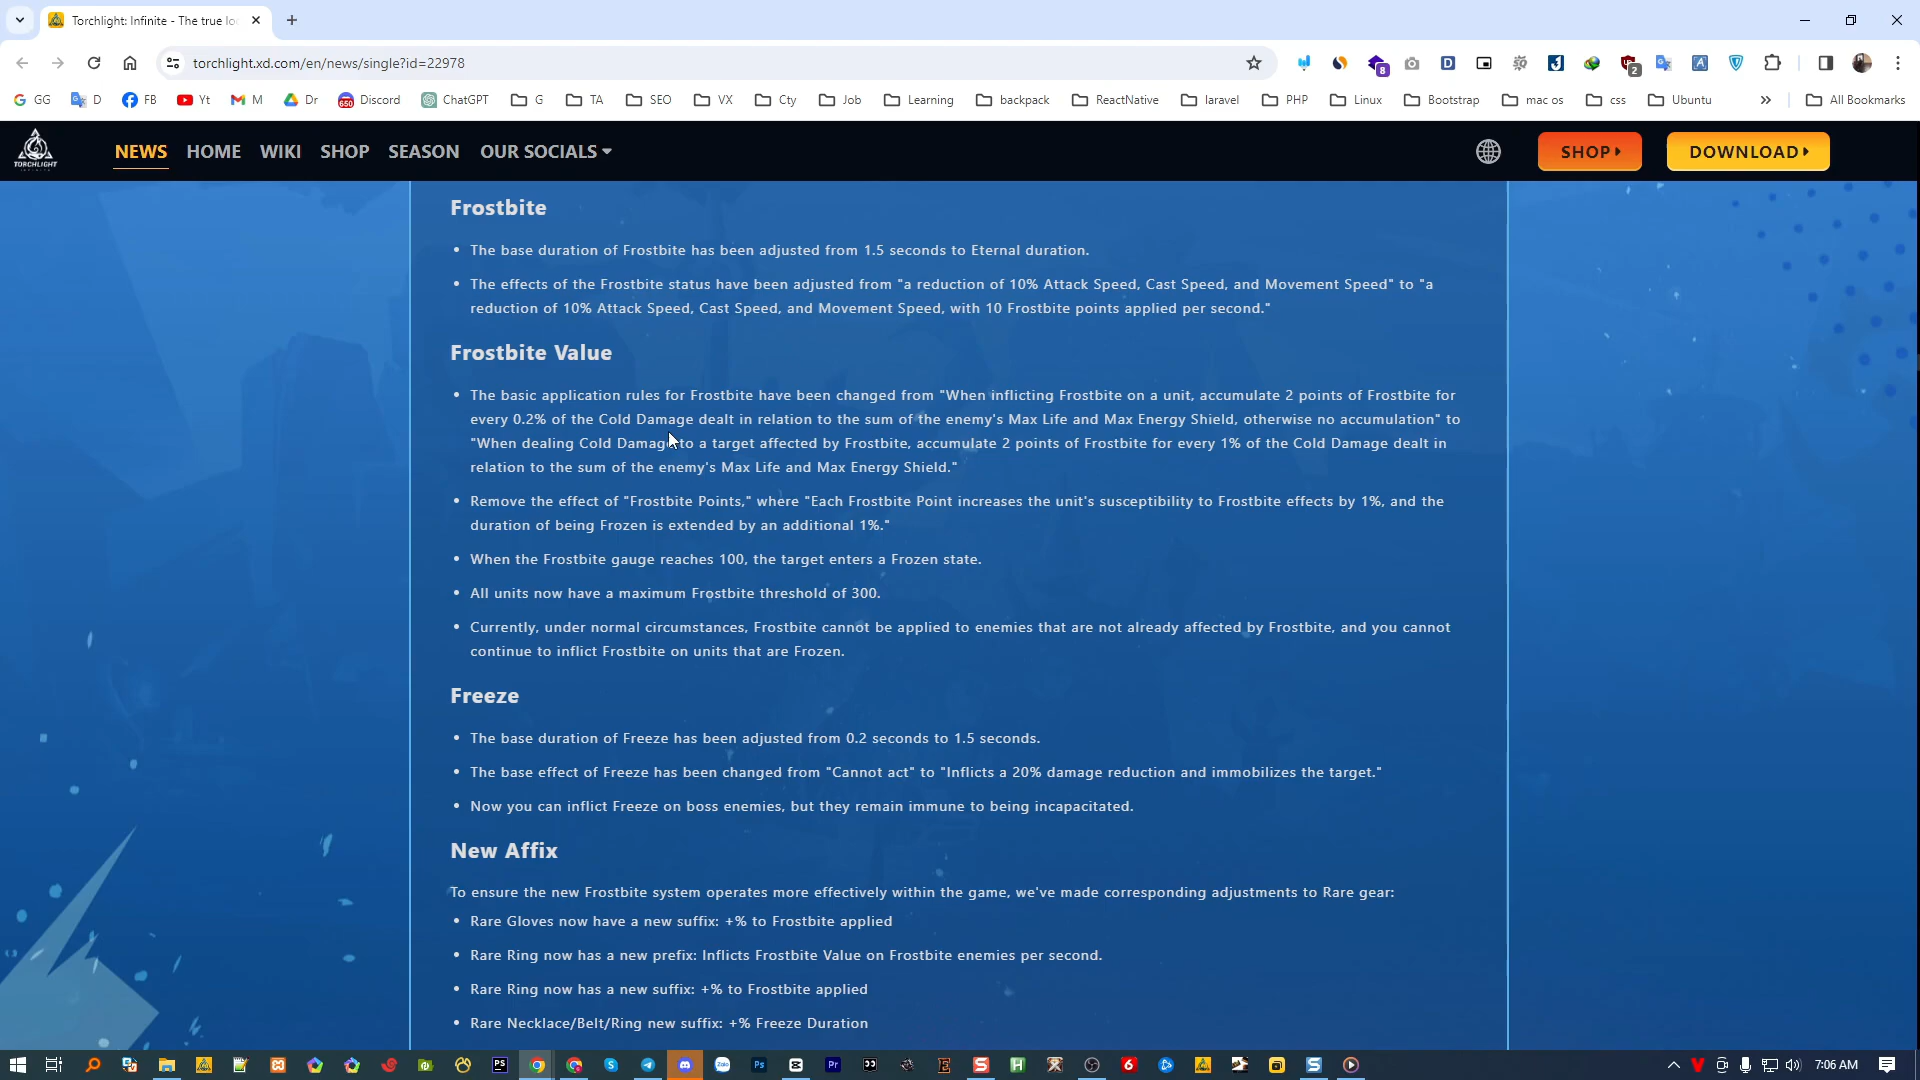 Torchlight: Infinite - The true lo
torchlight.xd.com/en/news/single?id=22978
8
2
GG
D
FB
Yt
M
Dr
650
Discord
ChatGPT
G
TA
SEO
VX
Cty
Job
Learning
backpack
ReactNative
laravel
PHP
Linux
Bootstrap
mac os
css
Ubuntu
All Bookmarks
TORCHLIGHT
INFINITE
NEWS
HOME
WIKI
SHOP
SEASON
OUR SOCIALS
SHOP
DOWNLOAD
Frostbite
• The base duration of Frostbite has been adjusted from 1.5 seconds to Eternal duration.
• The effects of the Frostbite status have been adjusted from "a reduction of 10% Attack Speed, Cast Speed, and Movement Speed" to "a
reduction of 10% Attack Speed, Cast Speed, and Movement Speed, with 10 Frostbite points applied per second."
Frostbite Value
• The basic application rules for Frostbite have been changed from "When inflicting Frostbite on a unit, accumulate 2 points of Frostbite for
every 0.2% of the Cold Damage dealt in relation to the sum of the enemy's Max Life and Max Energy Shield, otherwise no accumulation" to
"When dealing Cold Damage to a target affected by Frostbite, accumulate 2 points of Frostbite for every 1% of the Cold Damage dealt in
relation to the sum of the enemy's Max Life and Max Energy Shield."
• Remove the effect of "Frostbite Points," where "Each Frostbite Point increases the unit's susceptibility to Frostbite effects by 1%, and the
duration of being Frozen is extended by an additional 1%."
• When the Frostbite gauge reaches 100, the target enters a Frozen state.
• All units now have a maximum Frostbite threshold of 300.
• Currently, under normal circumstances, Frostbite cannot be applied to enemies that are not already affected by Frostbite, and you cannot
continue to inflict Frostbite on units that are Frozen.
Freeze
• The base duration of Freeze has been adjusted from 0.2 seconds to 1.5 seconds.
• The base effect of Freeze has been changed from "Cannot act" to "Inflicts a 20% damage reduction and immobilizes the target."
• Now you can inflict Freeze on boss enemies, but they remain immune to being incapacitated.
New Affix
To ensure the new Frostbite system operates more effectively within the game, we've made corresponding adjustments to Rare gear:
• Rare Gloves now have a new suffix: +% to Frostbite applied
• Rare Ring now has a new prefix: Inflicts Frostbite Value on Frostbite enemies per second.
• Rare Ring now has a new suffix: +% to Frostbite applied
• Rare Necklace/Belt/Ring new suffix: +% Freeze Duration
7:06 AM